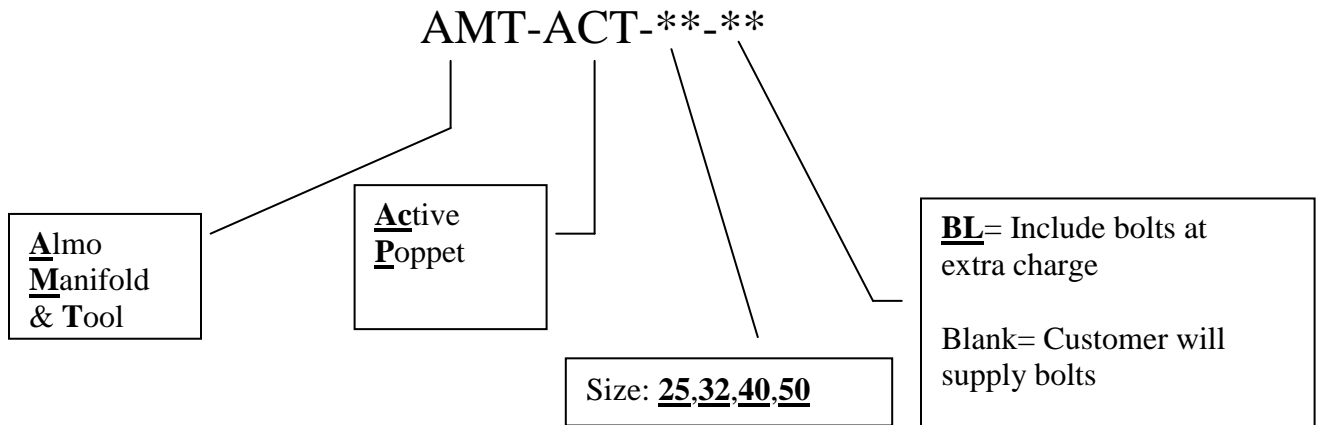 AMT-ACT-**-**
Almo
Manifold
& Tool
Active
Poppet
Size: 25,32,40,50
BL= Include bolts at
extra charge
Blank= Customer will
supply bolts